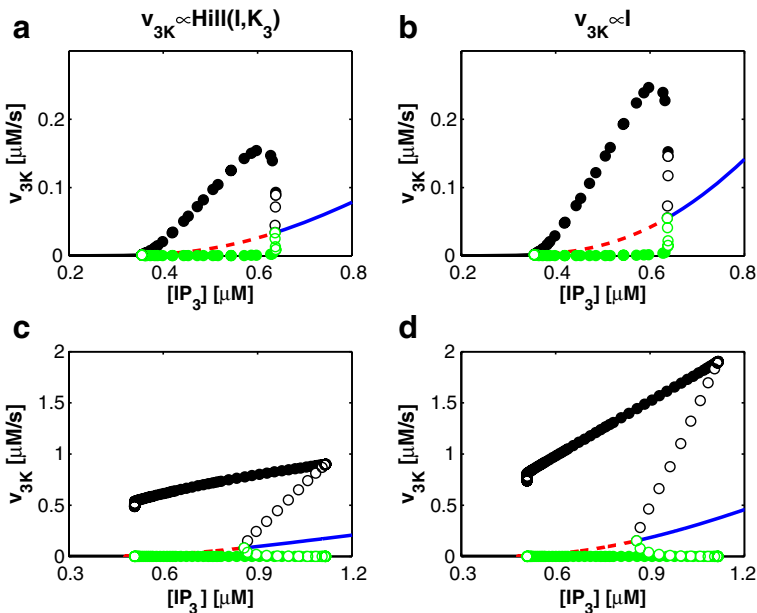 a
v3K∝Hill(I,K3)
v3K [μM/s]
0.2
0.1
0
0.2 0.4 0.6 0.8
[IP3] [μM]
b
v3K∝I
v3K [μM/s]
0.2
0.1
0
0.2 0.4 0.6 0.8
[IP3] [μM]
c
v3K [μM/s]
2
1.5
1
0.5
0
0.3 0.6 0.9 1.2
[IP3] [μM]
d
v3K [μM/s]
2
1.5
1
0.5
0
0.3 0.6 0.9 1.2
[IP3] [μM]